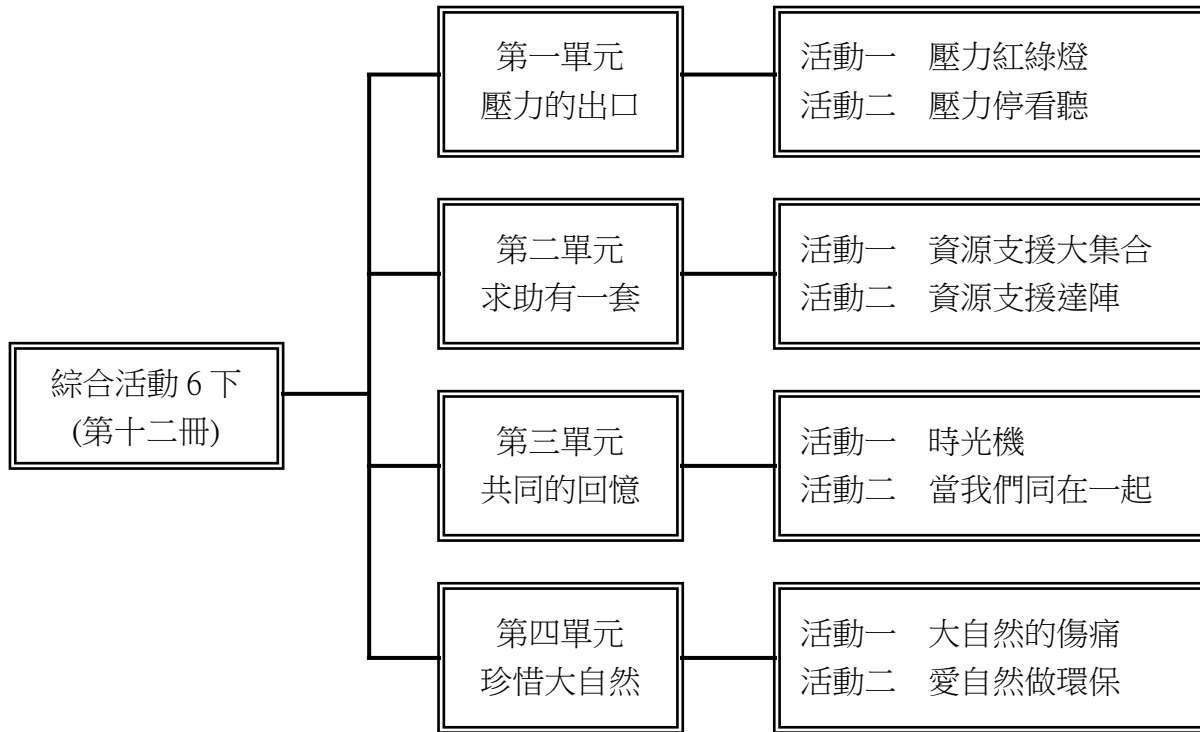 第一單元
壓力的出口
活動一　壓力紅綠燈
活動二　壓力停看聽
第二單元
求助有一套
活動一　資源支援大集合
活動二　資源支援達陣
綜合活動 6 下
(第十二冊)
第三單元
共同的回憶
活動一　時光機
活動二　當我們同在一起
第四單元
珍惜大自然
活動一　大自然的傷痛
活動二　愛自然做環保